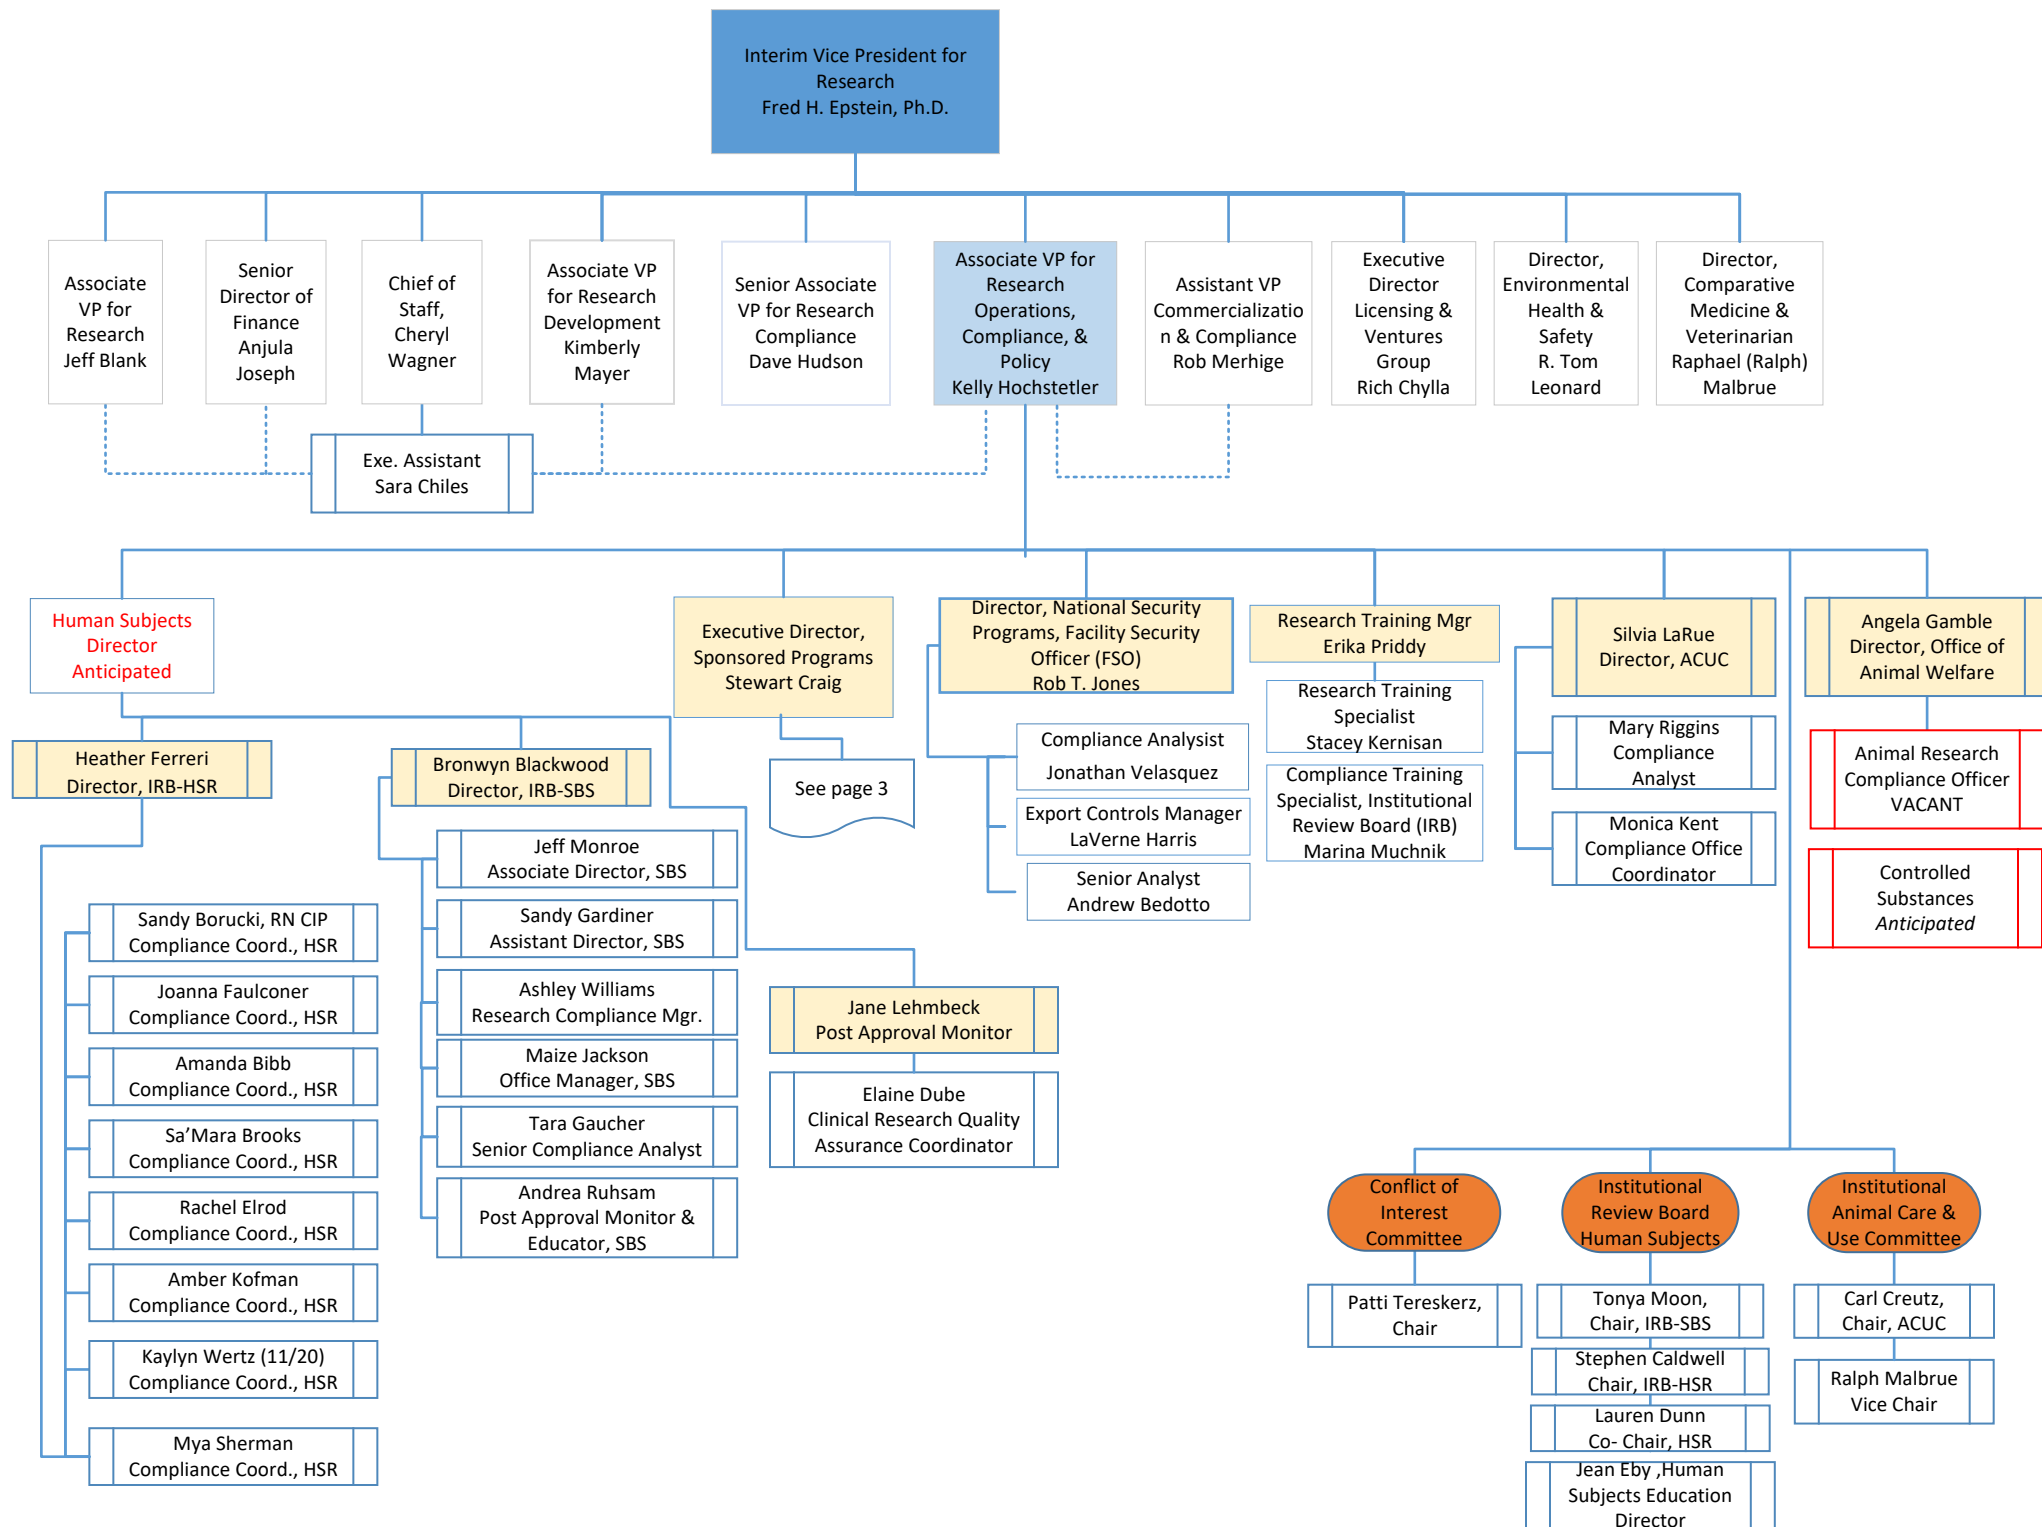 Interim Vice President for
Research
Fred H. Epstein, Ph.D.
Associate
VP for
Research
Jeff Blank
Senior
Director of
Finance
Anjula
Joseph
Chief of
Staff,
Cheryl
Wagner
Associate VP
for Research
Development
Kimberly
Mayer
Senior Associate
VP for Research
Compliance
Dave Hudson
Associate VP for
Research
Operations,
Compliance, &
Policy
Kelly Hochstetler
Assistant VP
Commercializatio
n & Compliance
Rob Merhige
Executive
Director
Licensing &
Ventures
Group
Rich Chylla
Director,
Environmental
Health &
Safety
R. Tom
Leonard
Director,
Comparative
Medicine &
Veterinarian
Raphael (Ralph)
Malbrue
Exe. Assistant
Sara Chiles
Human Subjects
Director
Anticipated
Executive Director,
Sponsored Programs
Stewart Craig
Director, National Security
Programs, Facility Security
Officer (FSO)
Rob T. Jones
Research Training Mgr
Erika Priddy
Silvia LaRue
Director, ACUC
Angela Gamble
Director, Office of
Animal Welfare
Heather Ferreri
Director, IRB-HSR
Bronwyn Blackwood
Director, IRB-SBS
See page 3
Compliance Analysist
Jonathan Velasquez
Export Controls Manager
LaVerne Harris
Senior Analyst
Andrew Bedotto
Research Training
Specialist
Stacey Kernisan
Compliance Training
Specialist, Institutional
Review Board (IRB)
Marina Muchnik
Mary Riggins
Compliance
Analyst
Monica Kent
Compliance Office
Coordinator
Animal Research
Compliance Officer
VACANT
Controlled
Substances
Anticipated
Sandy Borucki, RN CIP
Compliance Coord., HSR
Joanna Faulconer
Compliance Coord., HSR
Amanda Bibb
Compliance Coord., HSR
Sa’Mara Brooks
Compliance Coord., HSR
Rachel Elrod
Compliance Coord., HSR
Amber Kofman
Compliance Coord., HSR
Kaylyn Wertz (11/20)
Compliance Coord., HSR
Mya Sherman
Compliance Coord., HSR
Jeff Monroe
Associate Director, SBS
Sandy Gardiner
Assistant Director, SBS
Ashley Williams
Research Compliance Mgr.
Maize Jackson
Office Manager, SBS
Tara Gaucher
Senior Compliance Analyst
Andrea Ruhsam
Post Approval Monitor &
Educator, SBS
Jane Lehmbeck
Post Approval Monitor
Elaine Dube
Clinical Research Quality
Assurance Coordinator
Conflict of
Interest
Committee
Institutional
Review Board
Human Subjects
Institutional
Animal Care &
Use Committee
Patti Tereskerz,
Chair
Tonya Moon,
Chair, IRB-SBS
Stephen Caldwell
Chair, IRB-HSR
Lauren Dunn
Co- Chair, HSR
Jean Eby ,Human
Subjects Education
Director
Carl Creutz,
Chair, ACUC
Ralph Malbrue
Vice Chair